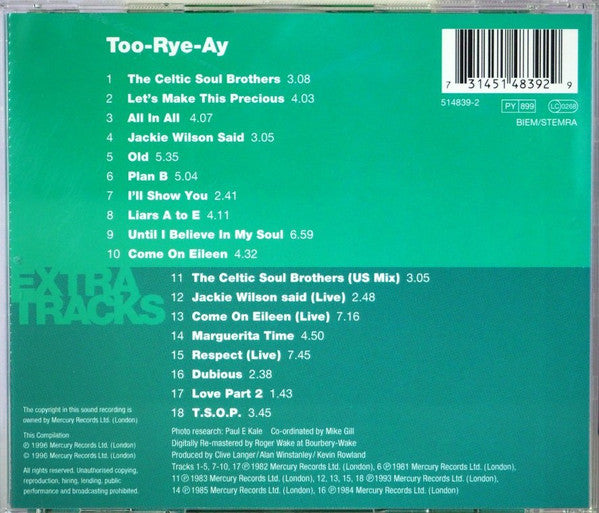 Too-Rye-Ay
1 The Celtic Soul Brothers 3.08
2 Let's Make This Precious 4.03
3 All In All 4.07
4 Jackie Wilson Said 3.05
5 Old 5.35
6 Plan B 5.04
7 I'll Show You 2.41
8 Liars A to E 4.11
9 Until I Believe In My Soul 6.59
10 Come On Eileen 4.32
7 31451 48392 9
514839-2
PY 899
LC 0268
BIEM/STEMRA
EXTRA
TRACKS
11 The Celtic Soul Brothers (US Mix) 3.05
12 Jackie Wilson said (Live) 2.48
13 Come On Eileen (Live) 7.16
14 Marguerita Time 4.50
15 Respect (Live) 7.45
16 Dubious 2.38
17 Love Part 2 1.43
18 T.S.O.P. 3.45
The copyright in this sound recording is
owned by Mercury Records Ltd. (London)
This Compilation
℗ 1996 Mercury Records Ltd. (London)
© 1996 Mercury Records Ltd. (London)
All rights reserved. Unauthorised copying,
reproduction, hiring, lending, public
performance and broadcasting prohibited.
Photo research: Paul E Kale Co-ordinated by Mike Gill
Digitally Re-mastered by Roger Wake at Bourbery-Wake
Produced by Clive Langer/Alan Winstanley/Kevin Rowland
Tracks 1-5, 7-10, 17 ℗ 1982 Mercury Records Ltd. (London), 6 ℗ 1981 Mercury Records Ltd. (London),
11 ℗ 1983 Mercury Records Ltd. (London), 12, 13, 15, 18 ℗ 1993 Mercury Records Ltd. (London),
14 ℗ 1985 Mercury Records Ltd. (London), 16 ℗ 1984 Mercury Records Ltd. (London)